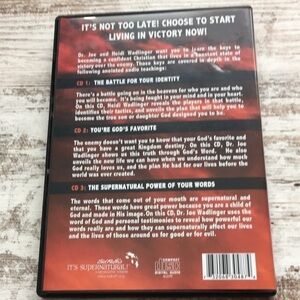 IT'S NOT TOO LATE! CHOOSE TO START
LIVING IN VICTORY NOW!
Dr. Joe and Heidi Wadlinger want you to learn the keys to
becoming a confident Christian that lives in a constant state of
victory over the enemy. Those keys are covered in depth in the
following anointed audio teachings:
CD 1: THE BATTLE FOR YOUR IDENTITY
There's a battle going on in the heavens for who you are and who
you will become. It's being fought in your mind and in your heart.
On this CD, Heidi reveals the players in that battle,
identifies their tactics, and unveils the plan that will help you to
become the true son or daughter God designed you to be.
CD 2: YOU'RE GOD'S FAVORITE
The enemy doesn't want you to know that your God's favorite and
that you have a great Kingdom destiny. On this CD, Dr. Joe
Wadlinger shows us this truth through God's Word. He also
unveils the new life we can have when we understand how much
God really loves us, and the plan He had for our lives before the
world was ever created.
CD 3: THE SUPERNATURAL POWER OF YOUR WORDS
The words that come out of your mouth are supernatural and
eternal. Those words have great power because you are a child of
God and made in His image. On this CD, Dr. Joe Wadlinger uses the
word of God and personal testimonies to reveal how powerful our
words really are and how they can supernaturally affect our lives
and the lives of those around us for good or for evil.
Sid Roth's
IT'S SUPERNATURAL!
COMPACT
disc
DIGITAL AUDIO